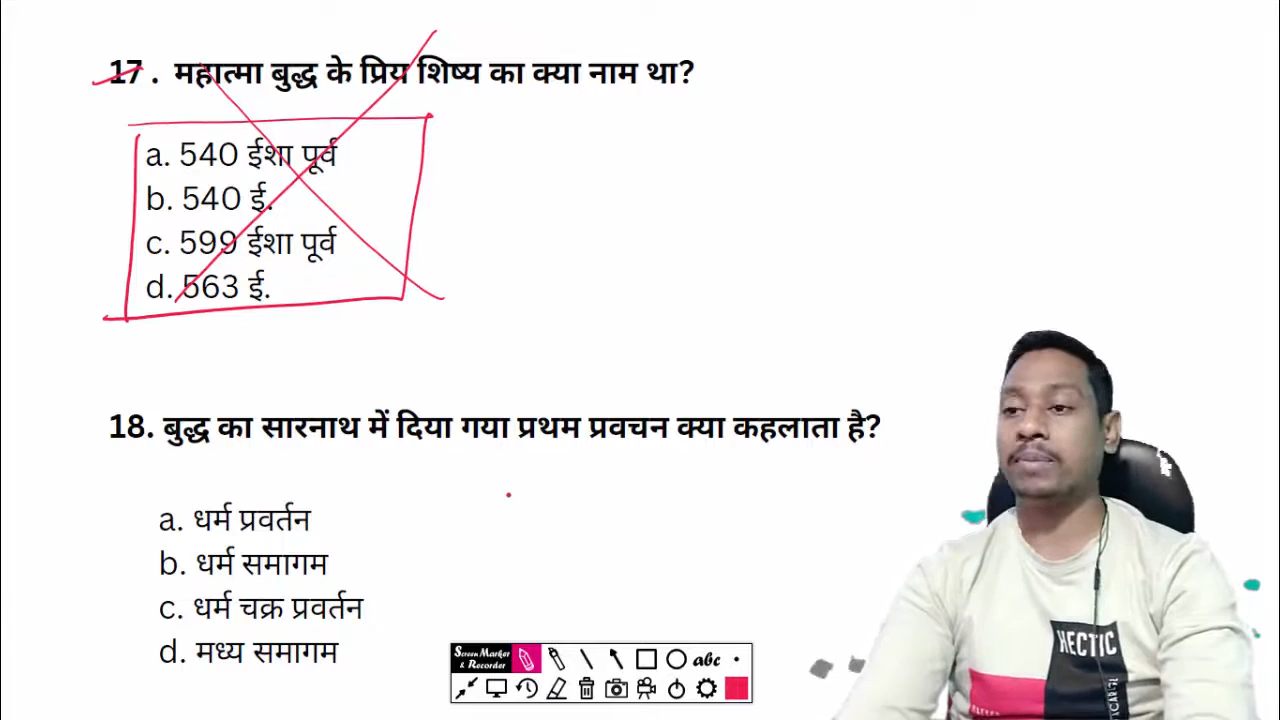 17 . महात्मा बुद्ध के प्रिय शिष्य का क्या नाम था?
a. 540 ईशा पूर्व
b. 540 ई.
c. 599 ईशा पूर्व
d. 563 ई.
18. बुद्ध का सारनाथ में दिया गया प्रथम प्रवचन क्या कहलाता है?
a. धर्म प्रवर्तन
b. धर्म समागम
c. धर्म चक्र प्रवर्तन
d. मध्य समागम
Screen Marker
& Recorder
abc
HECTIC